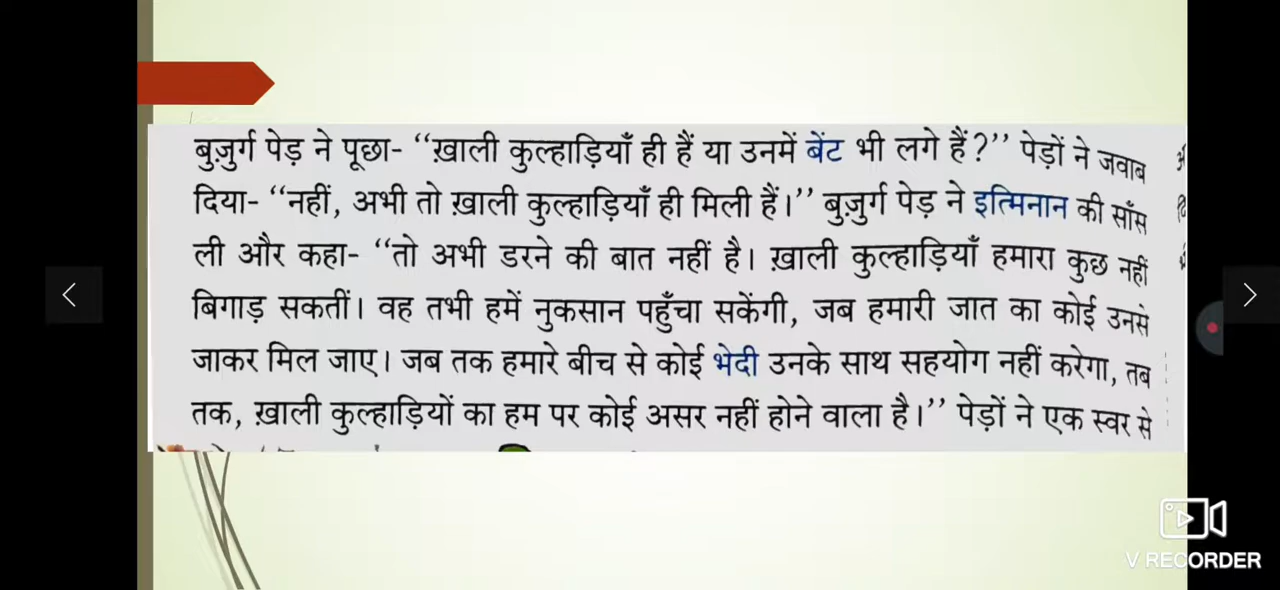 बुज़ुर्ग पेड़ ने पूछा- ‘‘ख़ाली कुल्हाड़ियाँ ही हैं या उनमें बेंट भी लगे हैं?’’ पेड़ों ने जवाब
दिया- ‘‘नहीं, अभी तो ख़ाली कुल्हाड़ियाँ ही मिली हैं।’’ बुज़ुर्ग पेड़ ने इत्मिनान की साँस
ली और कहा- ‘‘तो अभी डरने की बात नहीं है। ख़ाली कुल्हाड़ियाँ हमारा कुछ नहीं
बिगाड़ सकतीं। वह तभी हमें नुकसान पहुँचा सकेंगी, जब हमारी जात का कोई उनसे
जाकर मिल जाए। जब तक हमारे बीच से कोई भेदी उनके साथ सहयोग नहीं करेगा, तब
तक, ख़ाली कुल्हाड़ियों का हम पर कोई असर नहीं होने वाला है।’’ पेड़ों ने एक स्वर से
V RECORDER